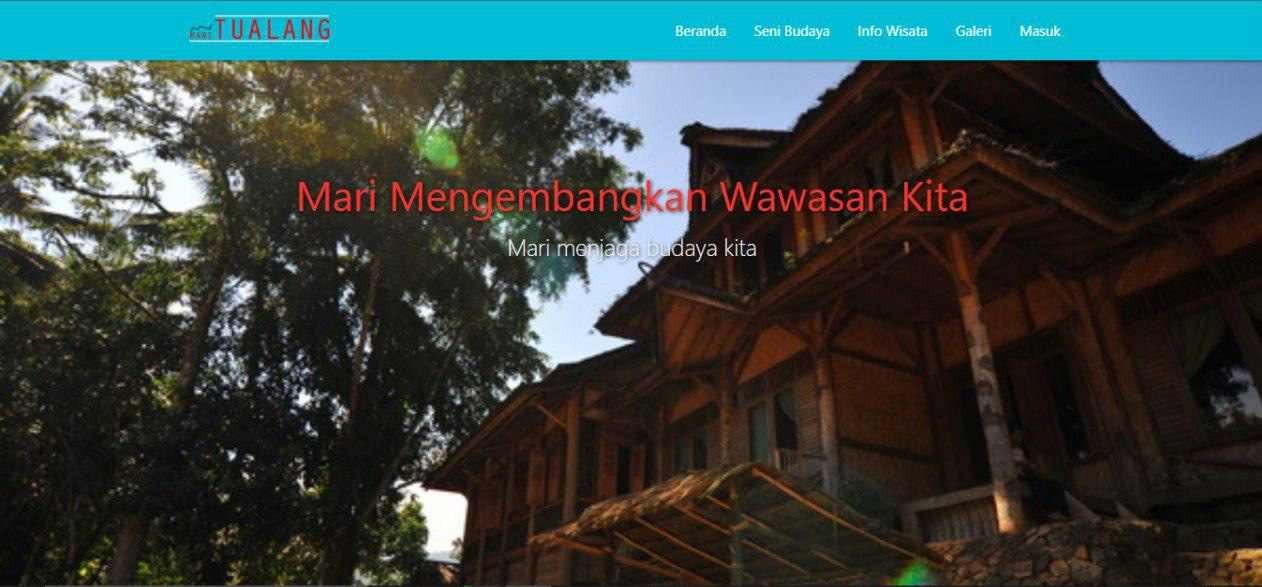 MARI TUALANG
Beranda Seni Budaya Info Wisata Galeri Masuk
Mari Mengembangkan Wawasan Kita
Mari menjaga budaya kita